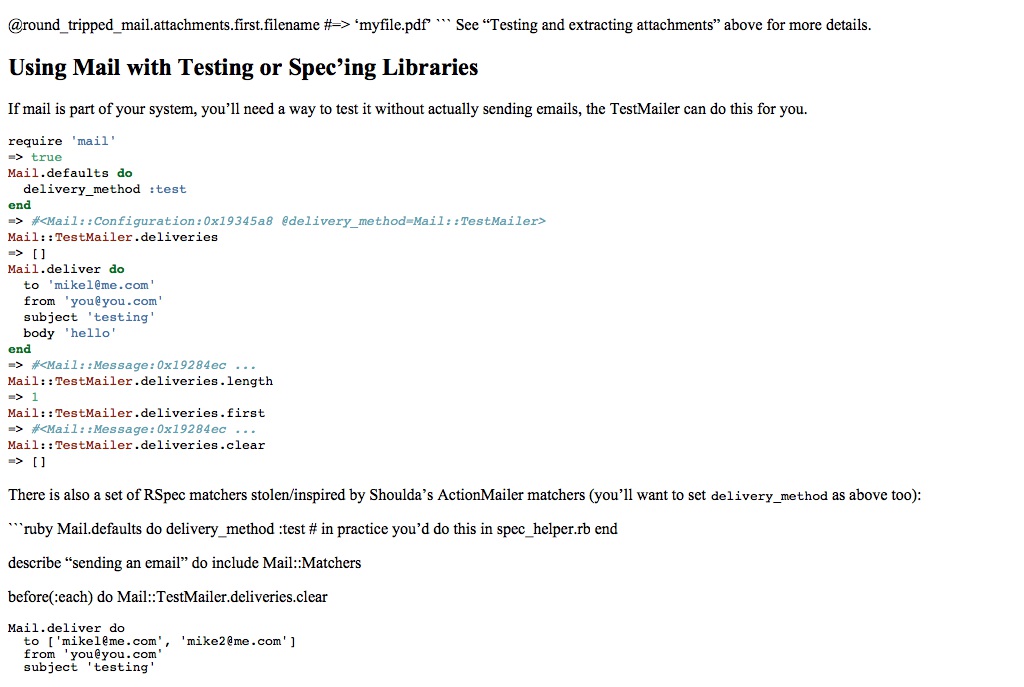 @round_tripped_mail.attachments.first.filename #=> ‘myfile.pdf’ ``` See “Testing and extracting attachments” above for more details.
Using Mail with Testing or Spec’ing Libraries
If mail is part of your system, you’ll need a way to test it without actually sending emails, the TestMailer can do this for you.
require 'mail'
=> true
Mail.defaults do
  delivery_method :test
end
=> #<Mail::Configuration:0x19345a8 @delivery_method=Mail::TestMailer>
Mail::TestMailer.deliveries
=> []
Mail.deliver do
  to 'mikel@me.com'
  from 'you@you.com'
  subject 'testing'
  body 'hello'
end
=> #<Mail::Message:0x19284ec ...
Mail::TestMailer.deliveries.length
=> 1
Mail::TestMailer.deliveries.first
=> #<Mail::Message:0x19284ec ...
Mail::TestMailer.deliveries.clear
=> []
There is also a set of RSpec matchers stolen/inspired by Shoulda’s ActionMailer matchers (you’ll want to set delivery_method as above too):
```ruby Mail.defaults do delivery_method :test # in practice you’d do this in spec_helper.rb end
describe “sending an email” do include Mail::Matchers
before(:each) do Mail::TestMailer.deliveries.clear
Mail.deliver do
  to ['mikel@me.com', 'mike2@me.com']
  from 'you@you.com'
  subject 'testing'